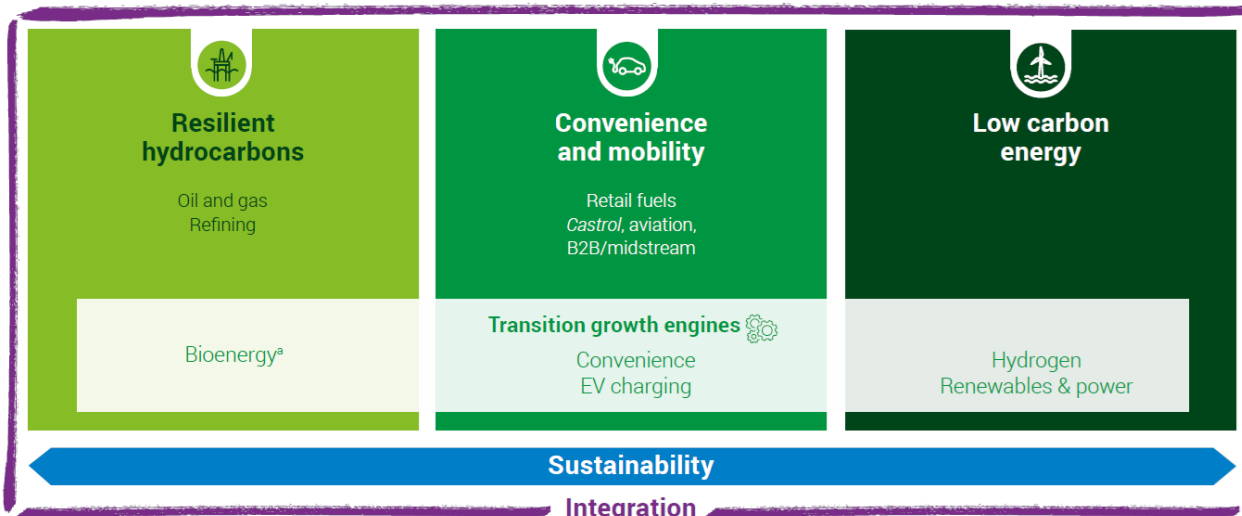 Resilient
hydrocarbons
Oil and gas
Refining
Convenience
and mobility
Retail fuels
Castrol, aviation,
B2B/midstream
Low carbon
energy
Transition growth engines
Bioenergyᵃ
Convenience
EV charging
Hydrogen
Renewables & power
Sustainability
Integration